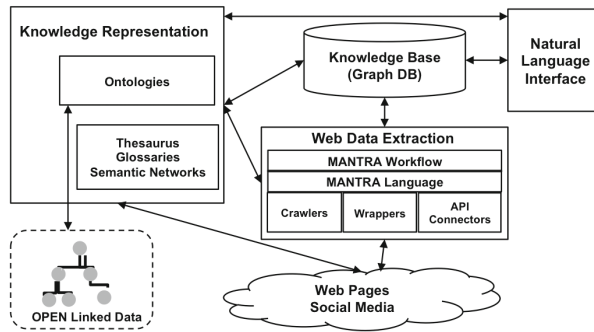 Knowledge Representation
Ontologies
Thesaurus
Glossaries
Semantic Networks
Knowledge Base
(Graph DB)
Natural
Language
Interface
Web Data Extraction
MANTRA Workflow
MANTRA Language
Crawlers
Wrappers
API
Connectors
OPEN Linked Data
Web Pages
Social Media